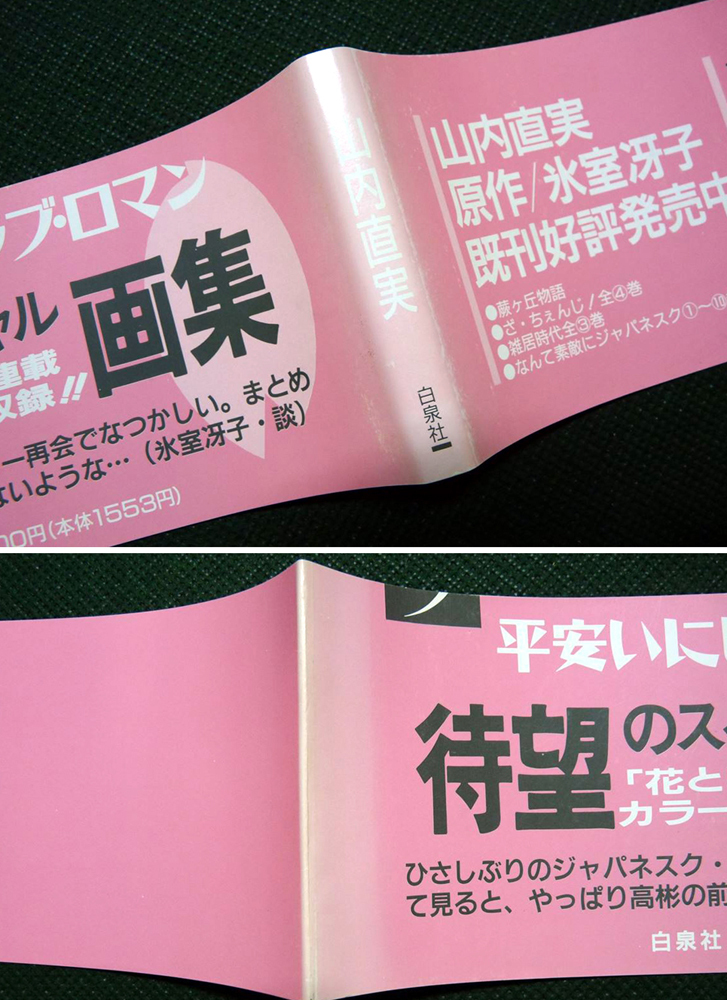 ラブ・ロマン
ャル画集
連載
収録!!
ー再会でなつかしい。まとめ
ないような…(氷室冴子・談)
00円(本体1553円)
山内直実
白泉社
山内直実
原作/氷室冴子
既刊好評発売中
●蕨ヶ丘物語
●ざ・ちぇんじ/全④巻
●雑居時代全③巻
●なんて素敵にジャパネスク①〜⑪
平安いにし
待望のスペ
「花と
カラー
ひさしぶりのジャパネスク・
て見ると、やっぱり高彬の前
白泉社